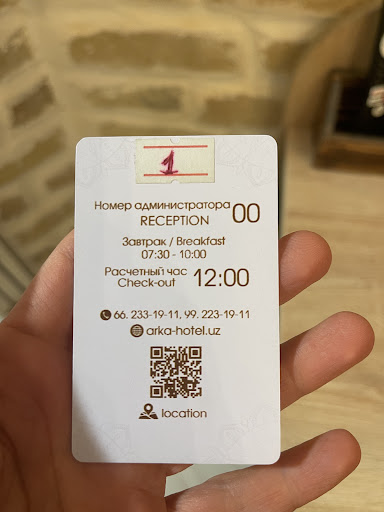 1
Номер администратора 00
RECEPTION
Завтрак / Breakfast
07:30 - 10:00
Расчетный час 12:00
Check-out
66. 233-19-11, 99. 223-19-11
arka-hotel.uz
location